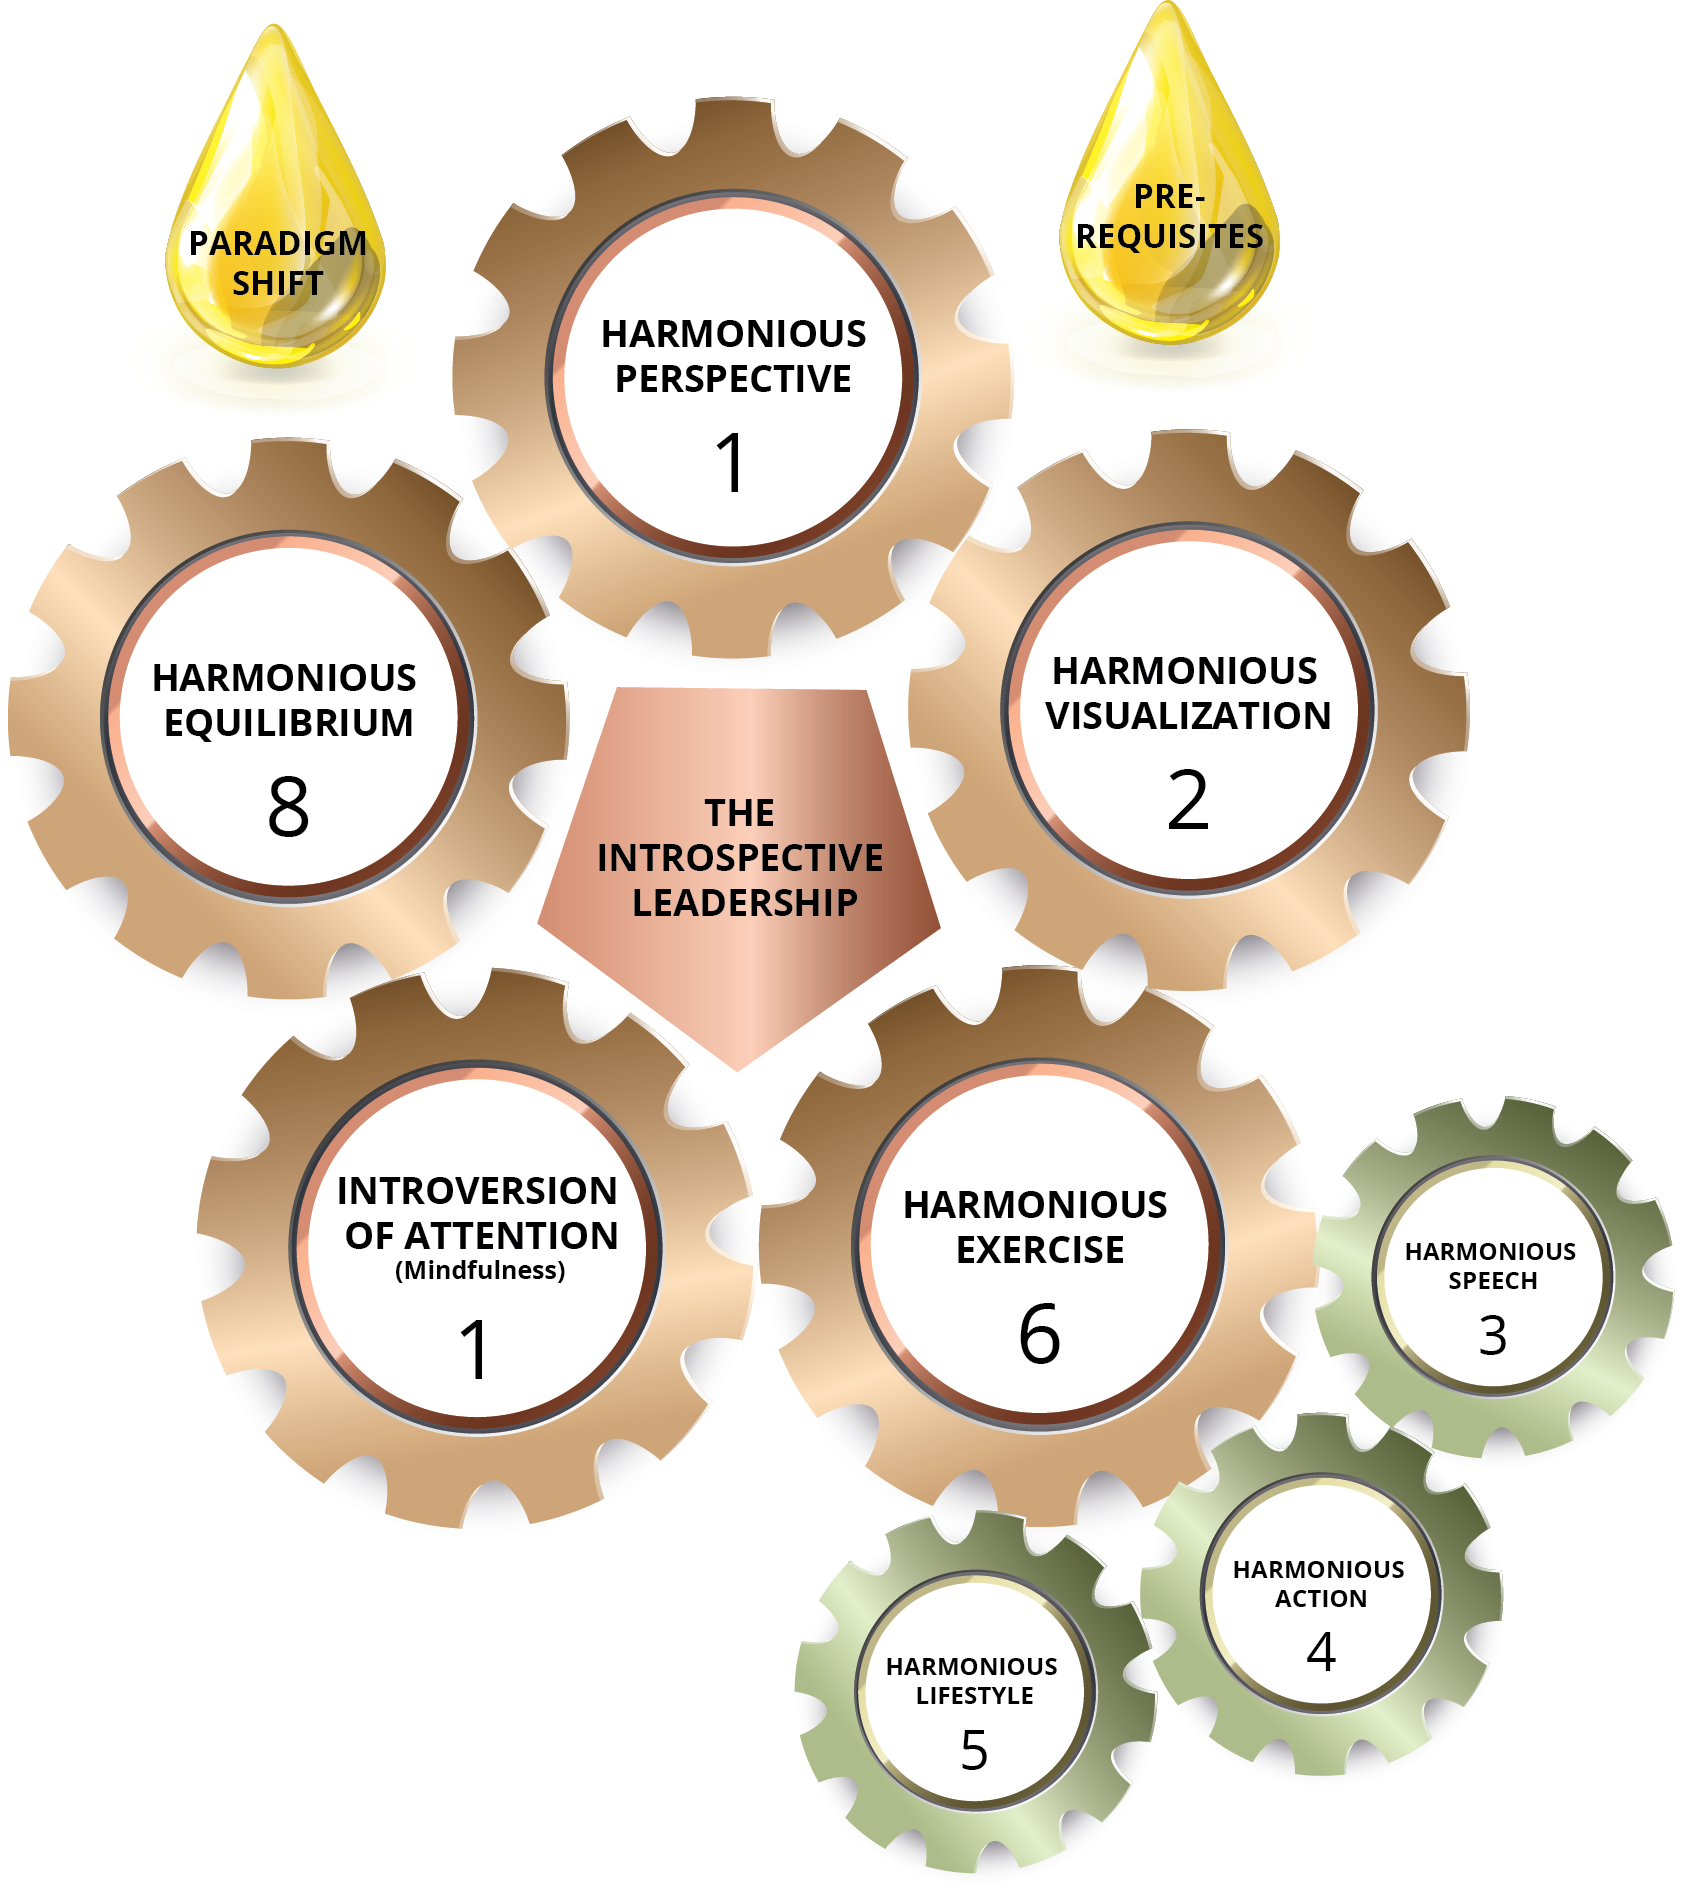 PARADIGM
SHIFT
PRE-
REQUISITES
HARMONIOUS
PERSPECTIVE
1
HARMONIOUS
EQUILIBRIUM
8
HARMONIOUS
VISUALIZATION
2
THE
INTROSPECTIVE
LEADERSHIP
INTROVERSION
OF ATTENTION
(Mindfulness)
1
HARMONIOUS
EXERCISE
6
HARMONIOUS
SPEECH
3
HARMONIOUS
ACTION
4
HARMONIOUS
LIFESTYLE
5